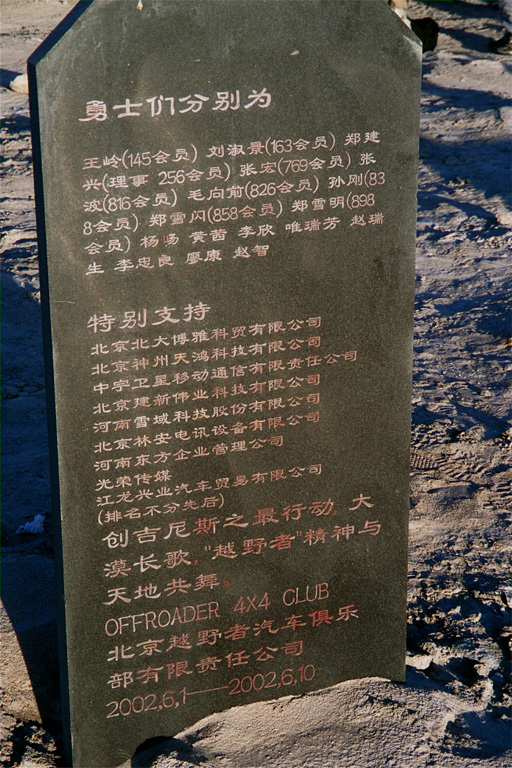 勇士们分别为
王岭(145会员) 刘淑景(163会员) 郑建
兴(理事 256会员) 张宏(769会员) 张
波(816会员) 毛向前(826会员) 孙刚(83
8会员) 郑雪闪(858会员) 郑雪明(898
会员) 杨旸 黄茜 李欣 唯瑞芳 赵瑞
生 李忠良 廖康 赵智
特别支持
北京北大博雅科贸有限公司
北京神州天鸿科技有限公司
中宇卫星移动通信有限责任公司
北京建新伟业科技有限公司
河南雪域科技股份有限公司
北京林安电讯设备有限公司
河南东方企业管理公司
光荣传媒
江龙兴业汽车贸易有限公司
(排名不分先后)
创吉尼斯之最行动, 大
漠长歌, "越野者"精神与
天地共舞。
OFFROADER 4X4 CLUB
北京越野者汽车俱乐
部有限责任公司
2002.6.1——2002.6.10